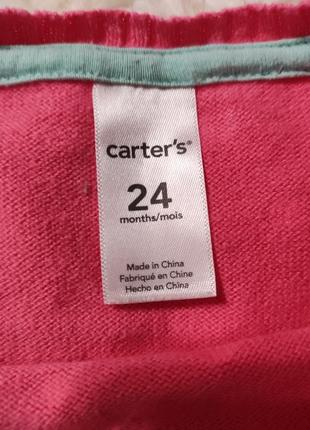 carter's®
24
months/mois
Made in China
Fabriqué en Chine
Hecho en China